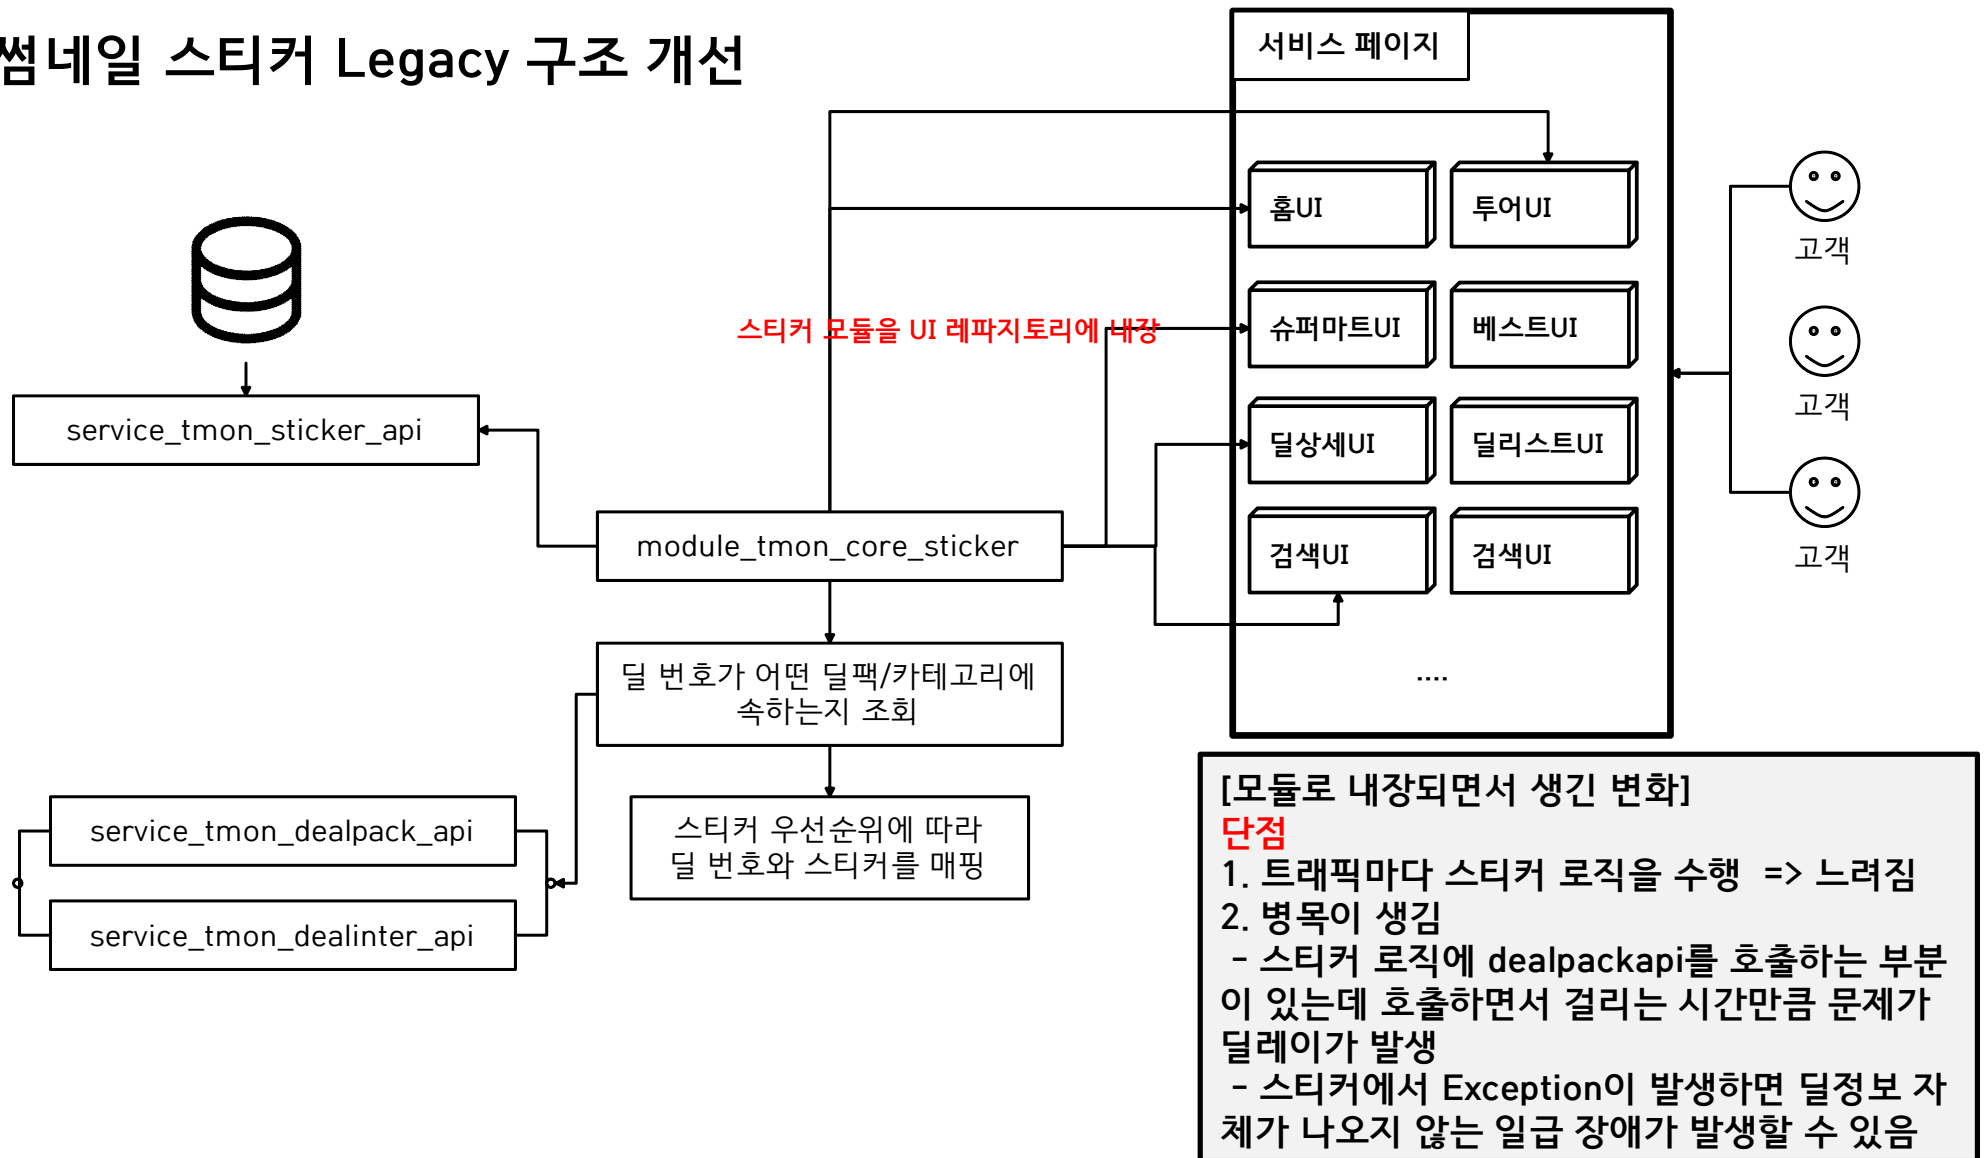 썸네일 스티커 Legacy 구조 개선
서비스 페이지
홈UI
투어UI
고객
스티커 모듈을 UI 레파지토리에 내장
슈퍼마트UI
베스트UI
고객
service_tmon_sticker_api
딜상세UI
딜리스트UI
module_tmon_core_sticker
검색UI
검색UI
고객
딜 번호가 어떤 딜팩/카테고리에
속하는지 조회
....
service_tmon_dealpack_api
스티커 우선순위에 따라
딜 번호와 스티커를 매핑
service_tmon_dealinter_api
[모듈로 내장되면서 생긴 변화]
단점
1. 트래픽마다 스티커 로직을 수행  => 느려짐
2. 병목이 생김
- 스티커 로직에 dealpackapi를 호출하는 부분
이 있는데 호출하면서 걸리는 시간만큼 문제가
딜레이가 발생
- 스티커에서 Exception이 발생하면 딜정보 자
체가 나오지 않는 일급 장애가 발생할 수 있음